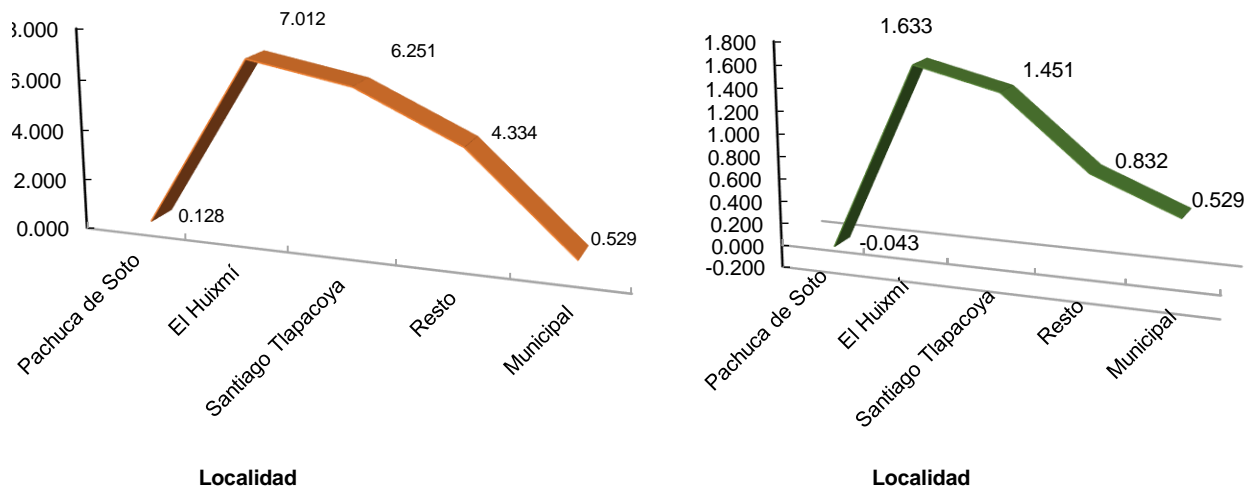 7.012
6.251
4.334
0.529
0.128
8.000
6.000
4.000
2.000
0.000
Pachuca de Soto
El Huixmí
Santiago Tlapacoya
Resto
Municipal
Localidad
1.633
1.451
0.832
0.529
-0.043
1.800
1.600
1.400
1.200
1.000
0.800
0.600
0.400
0.200
0.000
-0.200
Pachuca de Soto
El Huixmí
Santiago Tlapacoya
Resto
Municipal
Localidad